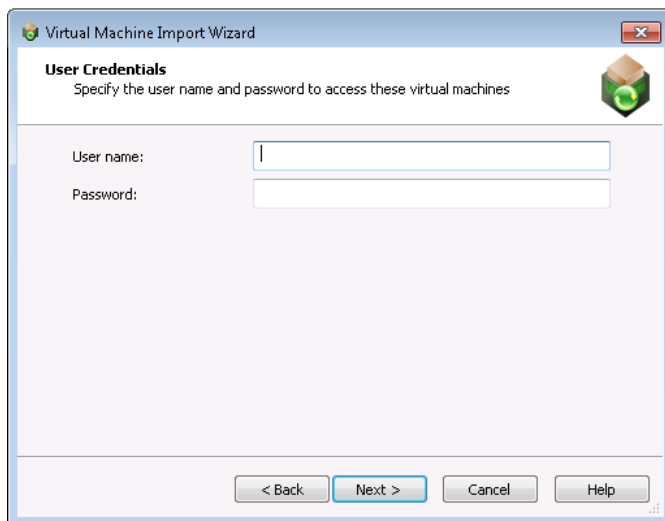 Virtual Machine Import Wizard
User Credentials
Specify the user name and password to access these virtual machines
User name:
Password:
< Back Next > Cancel Help